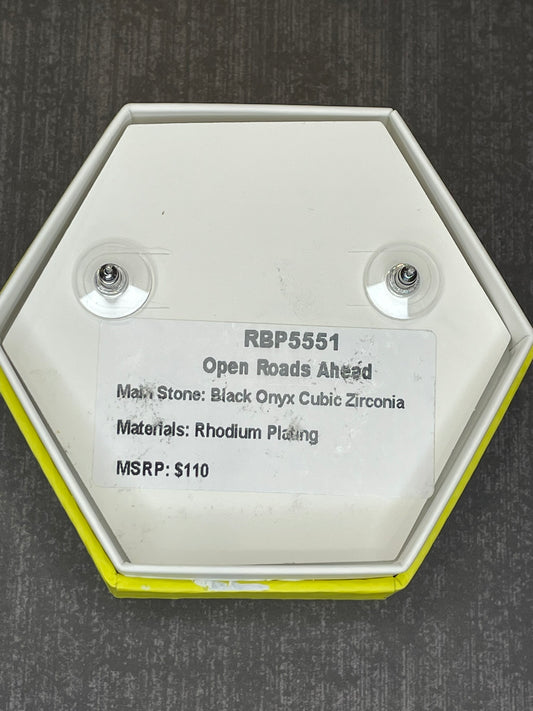 RBP5551
Open Roads Ahead
Main Stone: Black Onyx Cubic Zirconia
Materials: Rhodium Plating
MSRP: $110